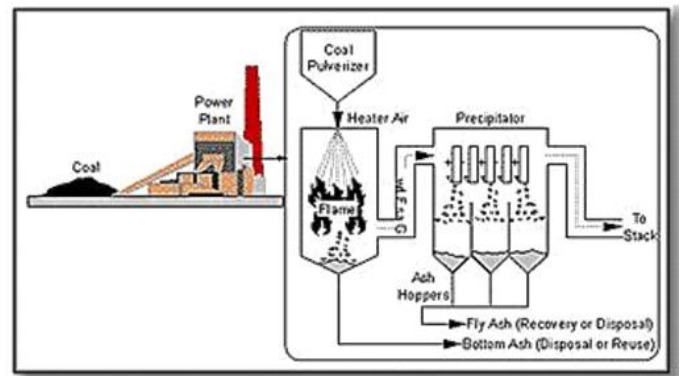 Coal
Pulverizer
Power
Plant
Heater Air
Precipitator
Coal
Flame
To
Stack
Ash
Hoppers
Fly Ash (Recovery or Disposal)
Bottom Ash (Disposal or Reuse)